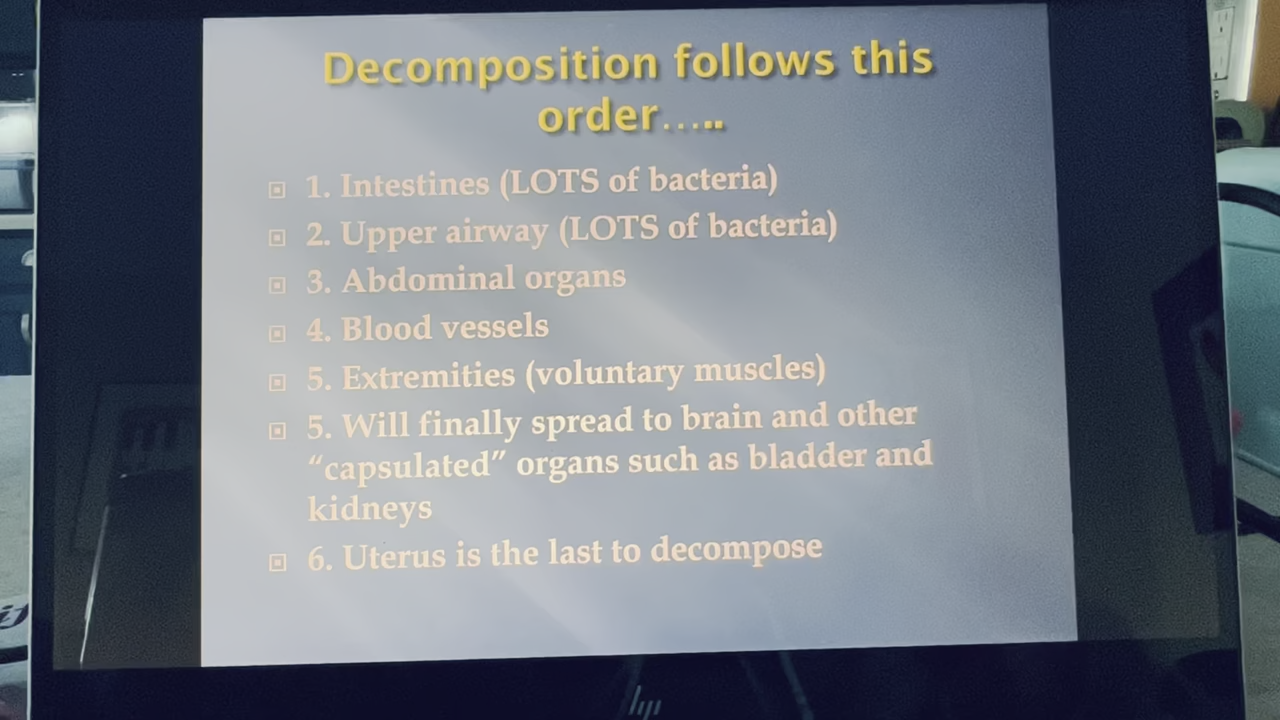 Decomposition follows this
order…..
1. Intestines (LOTS of bacteria)
2. Upper airway (LOTS of bacteria)
3. Abdominal organs
4. Blood vessels
5. Extremities (voluntary muscles)
5. Will finally spread to brain and other
“capsulated” organs such as bladder and
kidneys
6. Uterus is the last to decompose
hp